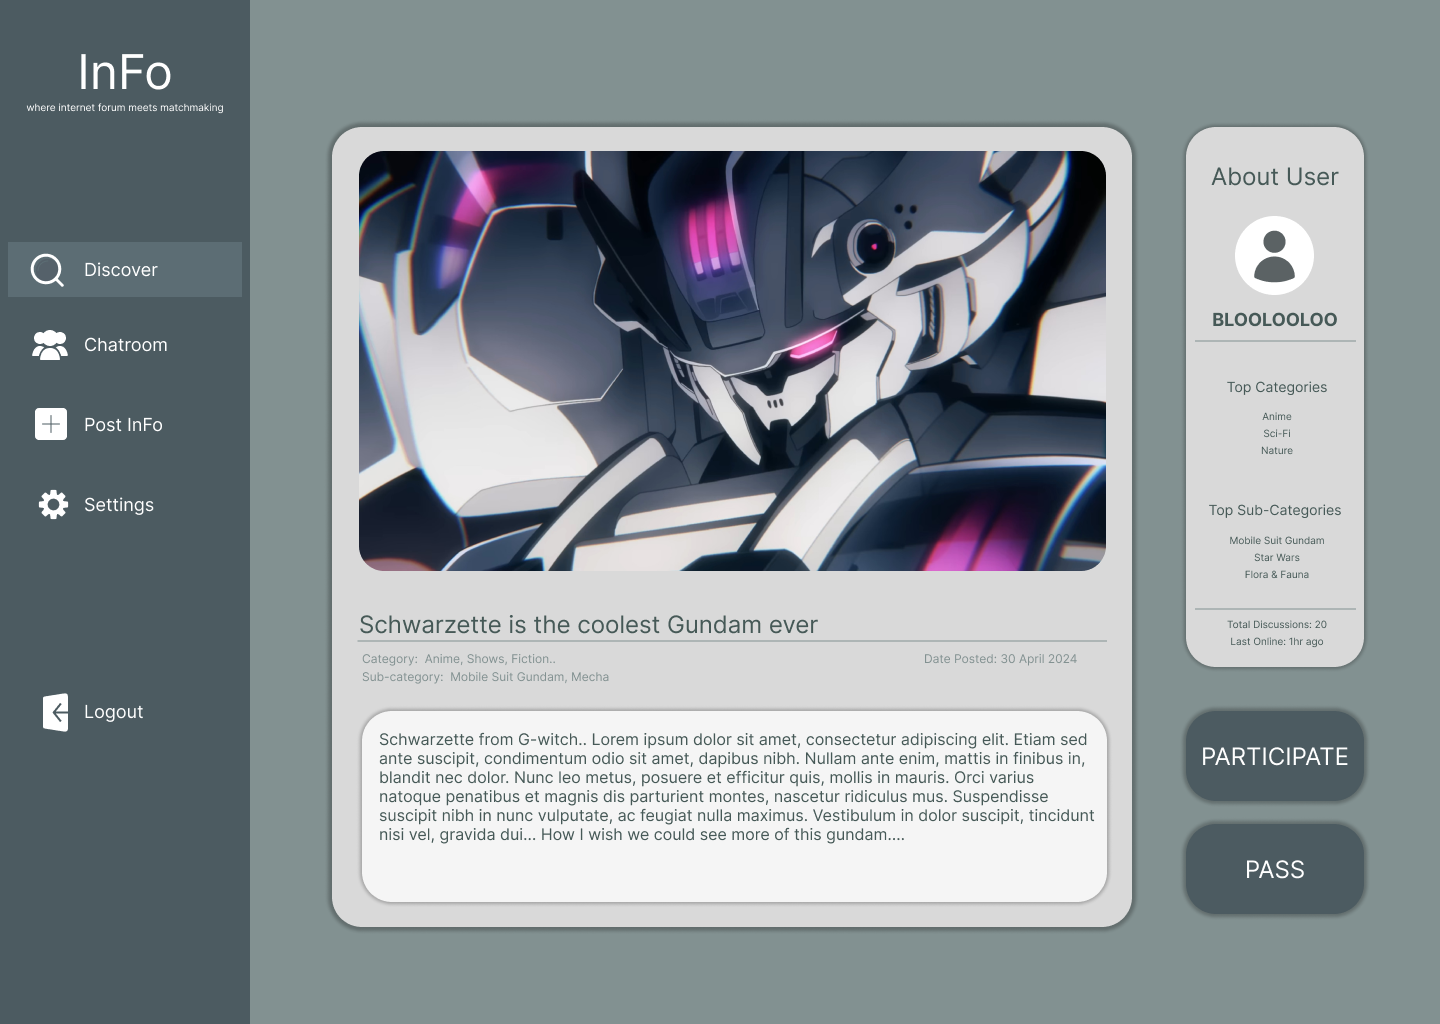 InFo
where internet forum meets matchmaking
Discover
Chatroom
Post InFo
Settings
Logout
Schwarzette is the coolest Gundam ever
Category:  Anime, Shows, Fiction..
Date Posted: 30 April 2024
Sub-category:  Mobile Suit Gundam, Mecha
Schwarzette from G-witch.. Lorem ipsum dolor sit amet, consectetur adipiscing elit. Etiam sed
ante suscipit, condimentum odio sit amet, dapibus nibh. Nullam ante enim, mattis in finibus in,
blandit nec dolor. Nunc leo metus, posuere et efficitur quis, mollis in mauris. Orci varius
natoque penatibus et magnis dis parturient montes, nascetur ridiculus mus. Suspendisse
suscipit nibh in nunc vulputate, ac feugiat nulla maximus. Vestibulum in dolor suscipit, tincidunt
nisi vel, gravida dui... How I wish we could see more of this gundam....
About User
BLOOLOOLOO
Top Categories
Anime
Sci-Fi
Nature
Top Sub-Categories
Mobile Suit Gundam
Star Wars
Flora & Fauna
Total Discussions: 20
Last Online: 1hr ago
PARTICIPATE
PASS